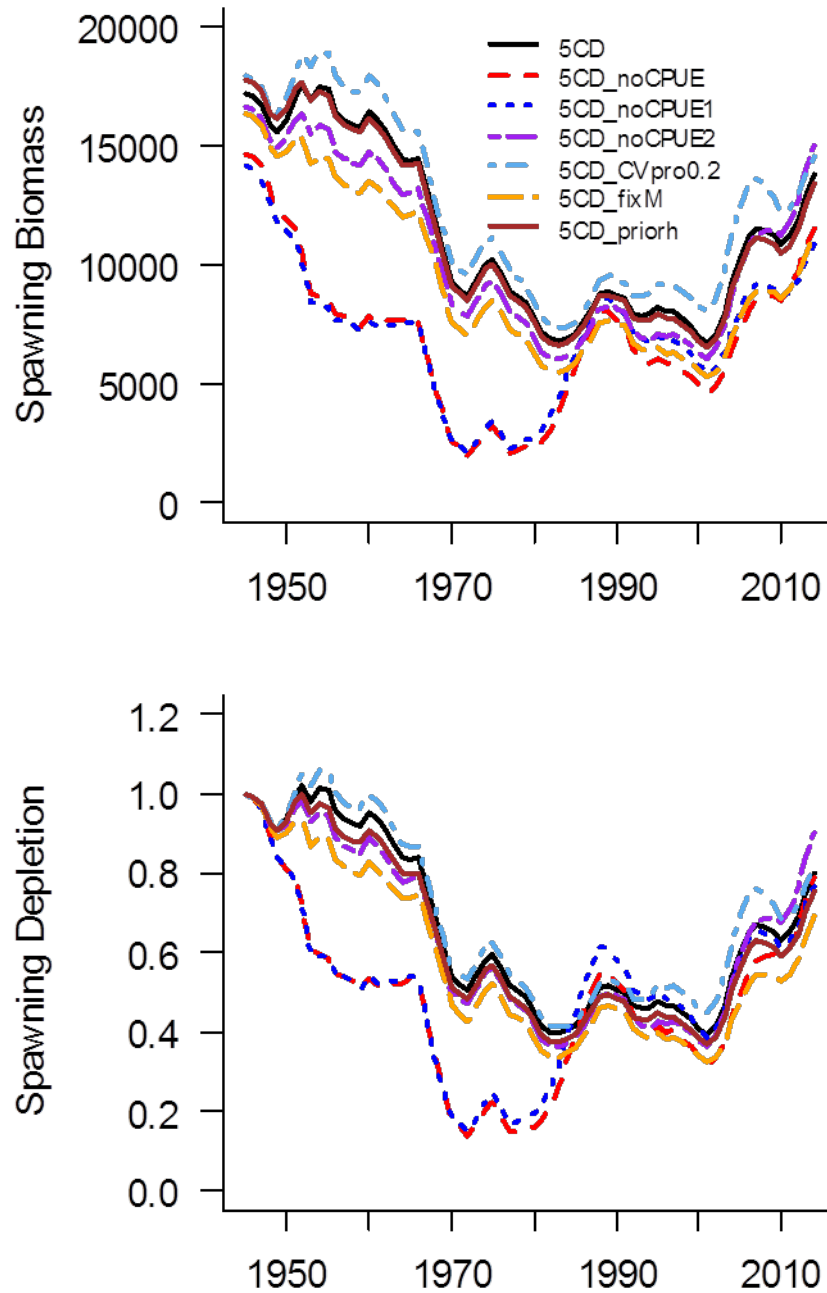 Spawning Biomass
20000
15000
10000
5000
0
5CD
5CD_noCPUE
5CD_noCPUE1
5CD_noCPUE2
5CD_CVpro0.2
5CD_fixM
5CD_priorh
1950 1970 1990 2010
Spawning Depletion
1.2
1.0
0.8
0.6
0.4
0.2
0.0
1950 1970 1990 2010